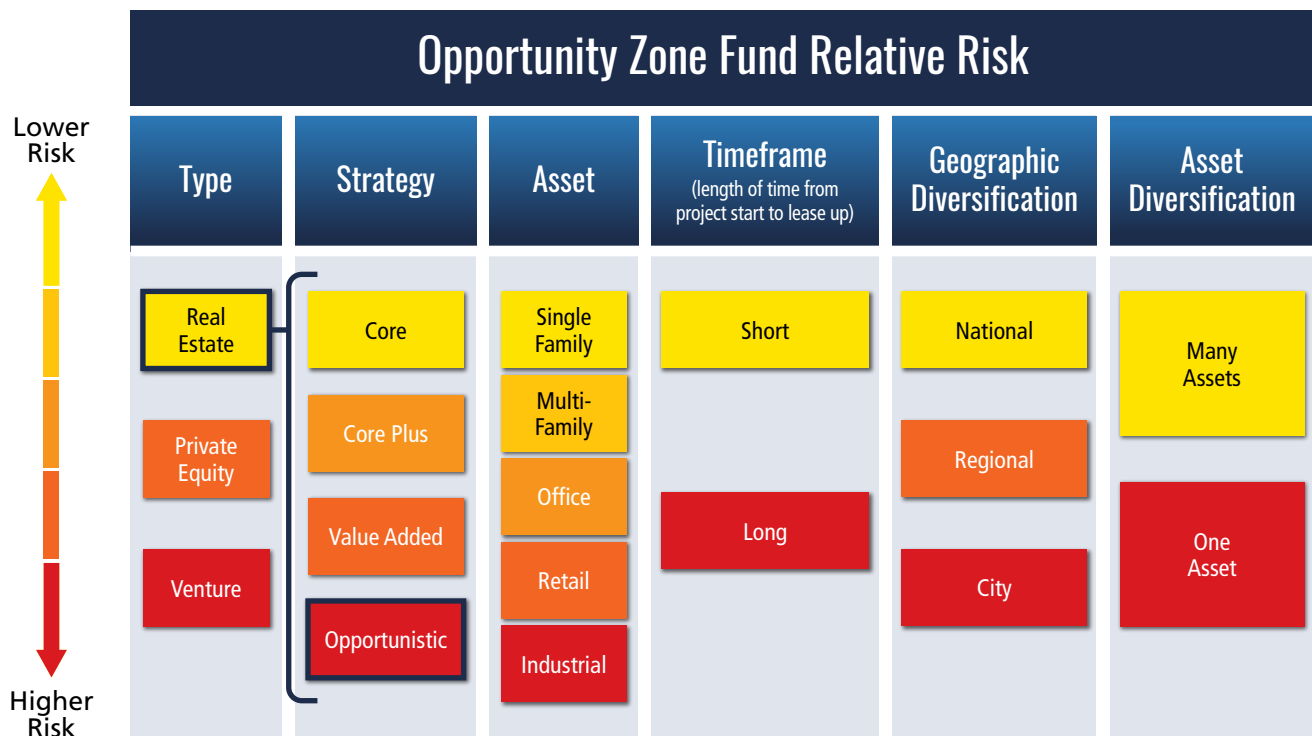 Opportunity Zone Fund Relative Risk
Lower
Risk
Higher
Risk
Type
Strategy
Asset
Timeframe
(length of time from
project start to lease up)
Geographic
Diversification
Asset
Diversification
Real
Estate
Private
Equity
Venture
Core
Core Plus
Value Added
Opportunistic
Single
Family
Multi-
Family
Office
Retail
Industrial
Short
Long
National
Regional
City
Many
Assets
One
Asset